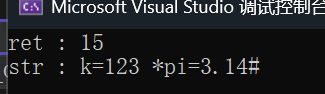 Microsoft Visual Studio 调试控制台
ret : 15
str : k=123 *pi=3.14#